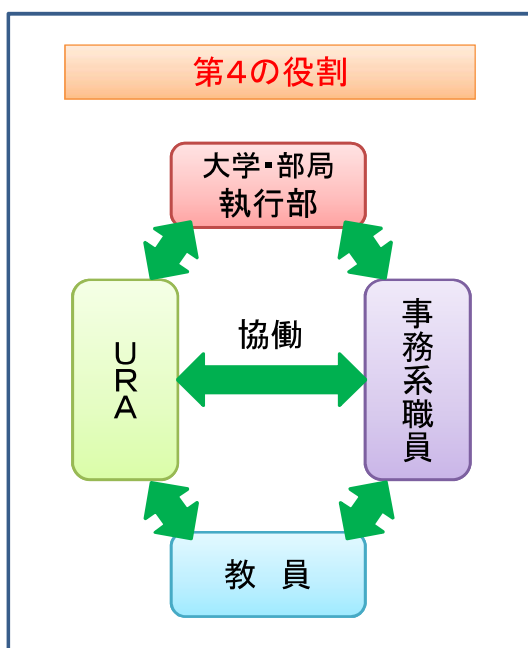 第4の役割
大学・部局
執行部
URA
協働
事務系職員
教 員